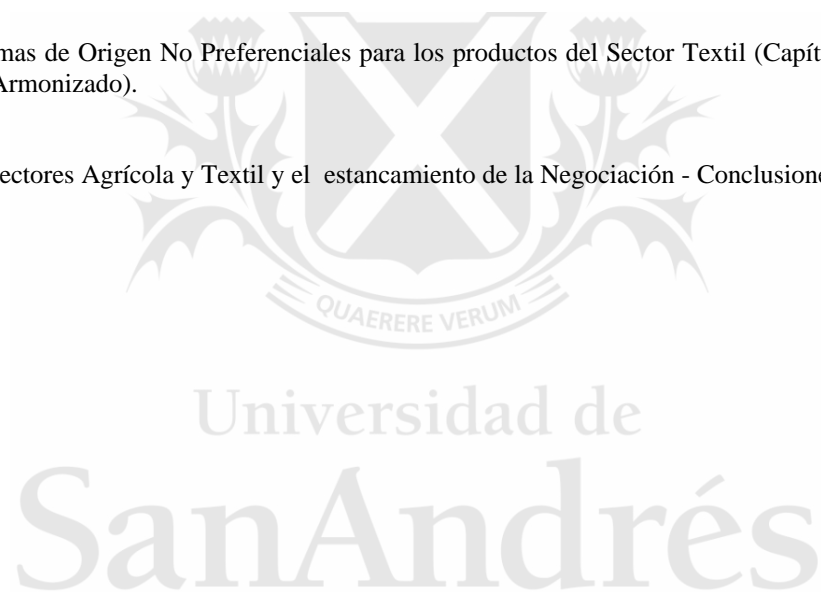 mas de Origen No Preferenciales para los productos del Sector Textil (Capít
Armonizado).
ectores Agrícola y Textil y el estancamiento de la Negociación - Conclusione
QUAERERE VERUM
Universidad de
SanAndrés